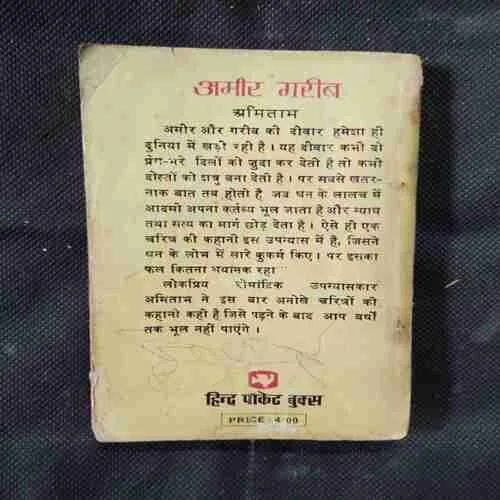 अमीर गरीब
अमिताभ
अमीर और गरीब की दीवार हमेशा ही
दुनिया में खड़ी रही है। यह दीवार कभी दो
प्रेम-भरे दिलों को जुदा कर देती है तो कभी
दोस्तों को शत्रु बना देती है। पर सबसे खतर-
नाक बात तब होती है जब धन के लालच में
आदमी अपना कर्तव्य भूल जाता है और न्याय
तथा सत्य का मार्ग छोड़ देता है। ऐसे ही एक
चरित्र की कहानी इस उपन्यास में है, जिसने
धन के लोभ में सारे कुकर्म किए। पर इसका
फल कितना भयानक रहा
लोकप्रिय रोमांटिक उपन्यासकार
अमिताभ ने इस बार अनोखे चरित्रों की
कहानी कही है जिसे पढ़ने के बाद आप वर्षों
तक भूल नहीं पाएंगे।
हिन्द पॉकेट बुक्स
PRICE 4-00